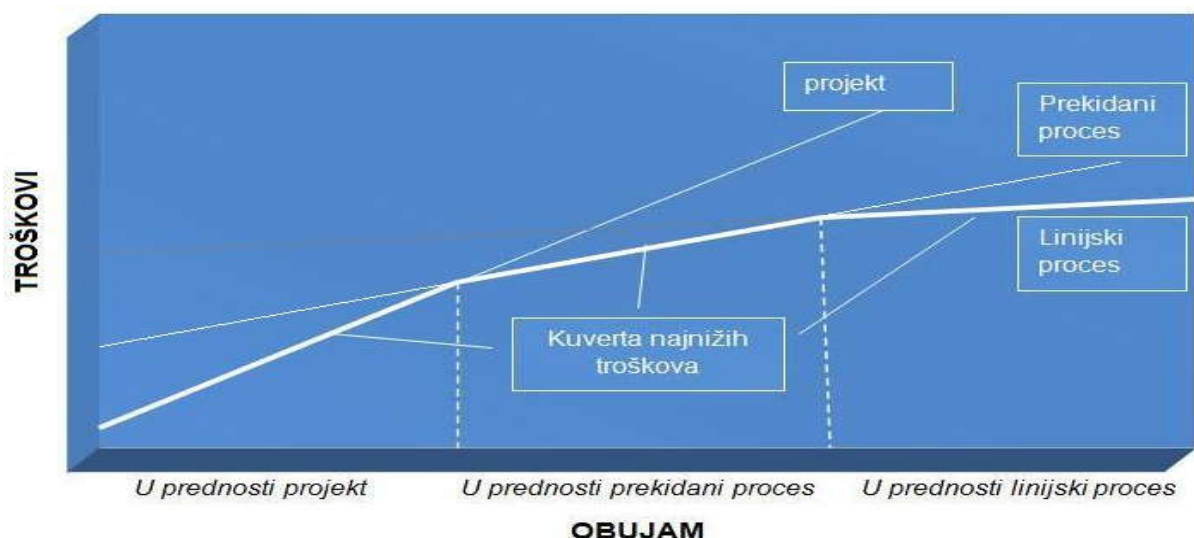 projekt
Prekidani
proces
TROŠKOVI
Linijski
proces
Kuverta najnižih
troškova
U prednosti projekt
U prednosti prekidani proces
U prednosti linijski proces
OBUJAM